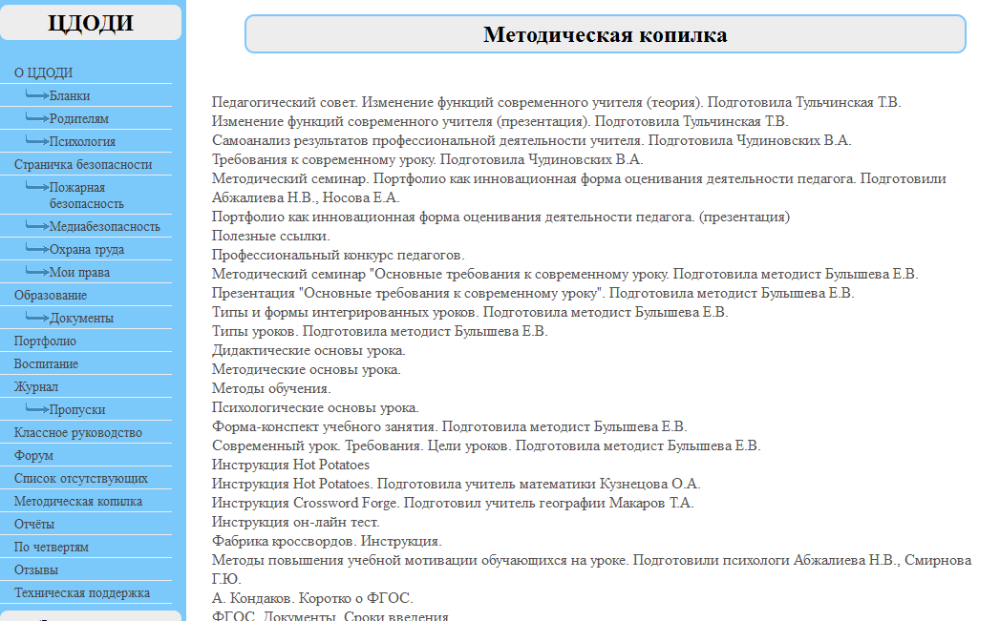 ЦДОДИ
О ЦДОДИ
Бланки
Родителям
Психология
Страничка безопасности
Пожарная
безопасность
Медиабезопасность
Охрана труда
Мои права
Образование
Документы
Портфолио
Воспитание
Журнал
Пропуски
Классное руководство
Форум
Список отсутствующих
Методическая копилка
Отчёты
По четвертям
Отзывы
Техническая поддержка
Методическая копилка
Педагогический совет. Изменение функций современного учителя (теория). Подготовила Тульчинская Т.В.
Изменение функций современного учителя (презентация). Подготовила Тульчинская Т.В.
Самоанализ результатов профессиональной деятельности учителя. Подготовила Чудиновских В.А.
Требования к современному уроку. Подготовила Чудиновских В.А.
Методический семинар. Портфолио как инновационная форма оценивания деятельности педагога. Подготовили
Абжалиева Н.В., Носова Е.А.
Портфолио как инновационная форма оценивания деятельности педагога. (презентация)
Полезные ссылки.
Профессиональный конкурс педагогов.
Методический семинар "Основные требования к современному уроку. Подготовила методист Булышева Е.В.
Презентация "Основные требования к современному уроку". Подготовила методист Булышева Е.В.
Типы и формы интегрированных уроков. Подготовила методист Булышева Е.В.
Типы уроков. Подготовила методист Булышева Е.В.
Дидактические основы урока.
Методические основы урока.
Методы обучения.
Психологические основы урока.
Форма-конспект учебного занятия. Подготовила методист Булышева Е.В.
Современный урок. Требования. Цели уроков. Подготовила методист Булышева Е.В.
Инструкция Hot Potatoes
Инструкция Hot Potatoes. Подготовила учитель математики Кузнецова О.А.
Инструкция Crossword Forge. Подготовил учитель географии Макаров Т.А.
Инструкция он-лайн тест.
Фабрика кроссвордов. Инструкция.
Методы повышения учебной мотивации обучающихся на уроке. Подготовили психологи Абжалиева Н.В., Смирнова
Г.Ю.
А. Кондаков. Коротко о ФГОС.
ФГОС. Документы. Сроки введения